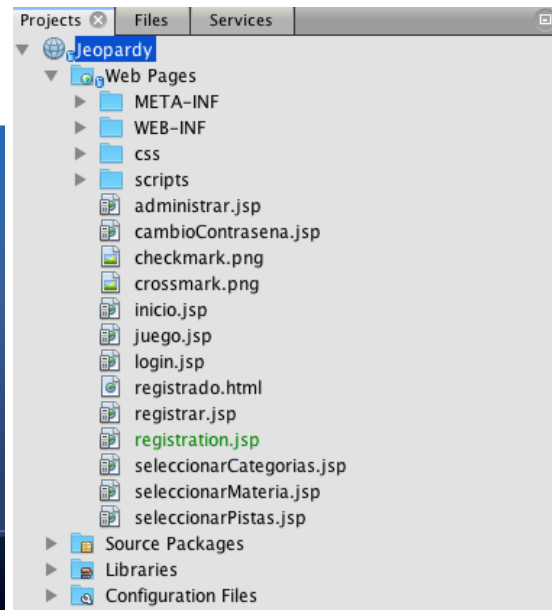 Projects Files Services
Jeopardy
Web Pages
META-INF
WEB-INF
css
scripts
administrar.jsp
cambioContrasena.jsp
checkmark.png
crossmark.png
inicio.jsp
juego.jsp
login.jsp
registrado.html
registrar.jsp
registration.jsp
seleccionarCategorias.jsp
seleccionarMateria.jsp
seleccionarPistas.jsp
Source Packages
Libraries
Configuration Files